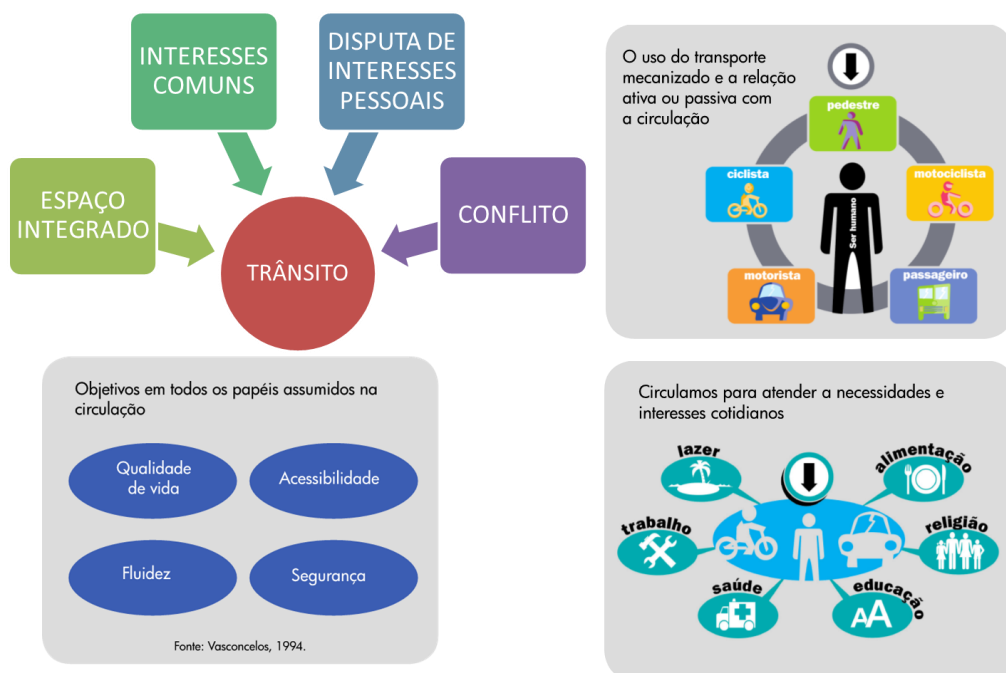 INTERESSES
COMUNS
DISPUTA DE
INTERESSES
PESSOAIS
ESPAÇO
INTEGRADO
CONFLITO
TRÂNSITO
O uso do transporte
mecanizado e a relação
ativa ou passiva com
a circulação
pedestre
ciclista
motociclista
Ser humano
motorista
passageiro
Objetivos em todos os papéis assumidos na
circulação
Qualidade
de vida
Acessibilidade
Fluidez
Segurança
Fonte: Vasconcelos, 1994.
Circulamos para atender a necessidades e
interesses cotidianos
lazer
alimentação
trabalho
religião
saúde
educação
AA